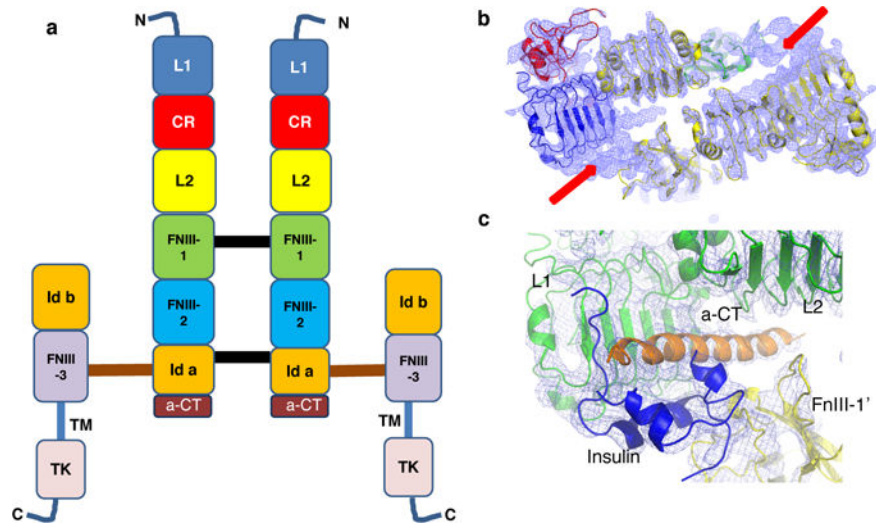 a
N N
L1 L1
CR CR
L2 L2
FNIII-
1
FNIII-
1
Id b
FNIII-
2
FNIII-
2
Id b
FNIII
-3
Id a Id a
FNIII
-3
a-CT a-CT
TM TM
TK TK
C C
b
c
L1
L2
a-CT
FnIII-1’
Insulin